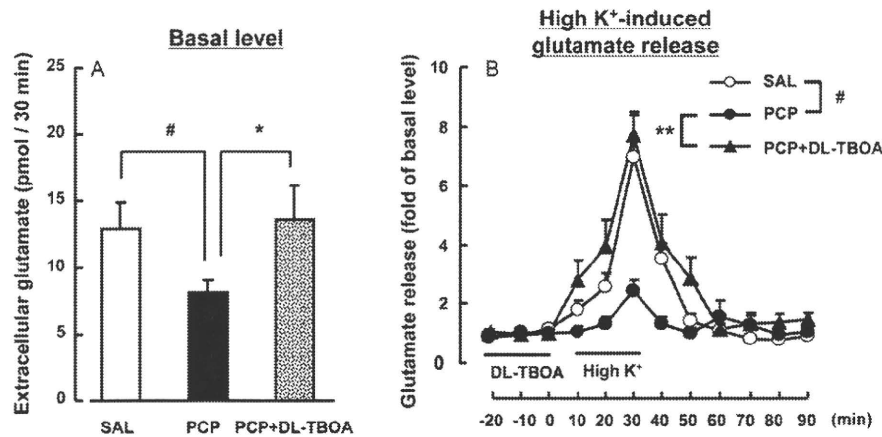 Basal level
A
Extracellular glutamate (pmol / 30 min)
25
20
15
10
5
0
#
*
SAL
PCP
PCP+DL-TBOA
High K⁺-induced
glutamate release
B
Glutamate release (fold of basal level)
10
8
6
4
2
0
SAL
PCP
PCP+DL-TBOA
#
**
DL-TBOA
High K⁺
-20 -10 0 10 20 30 40 50 60 70 80 90 (min)